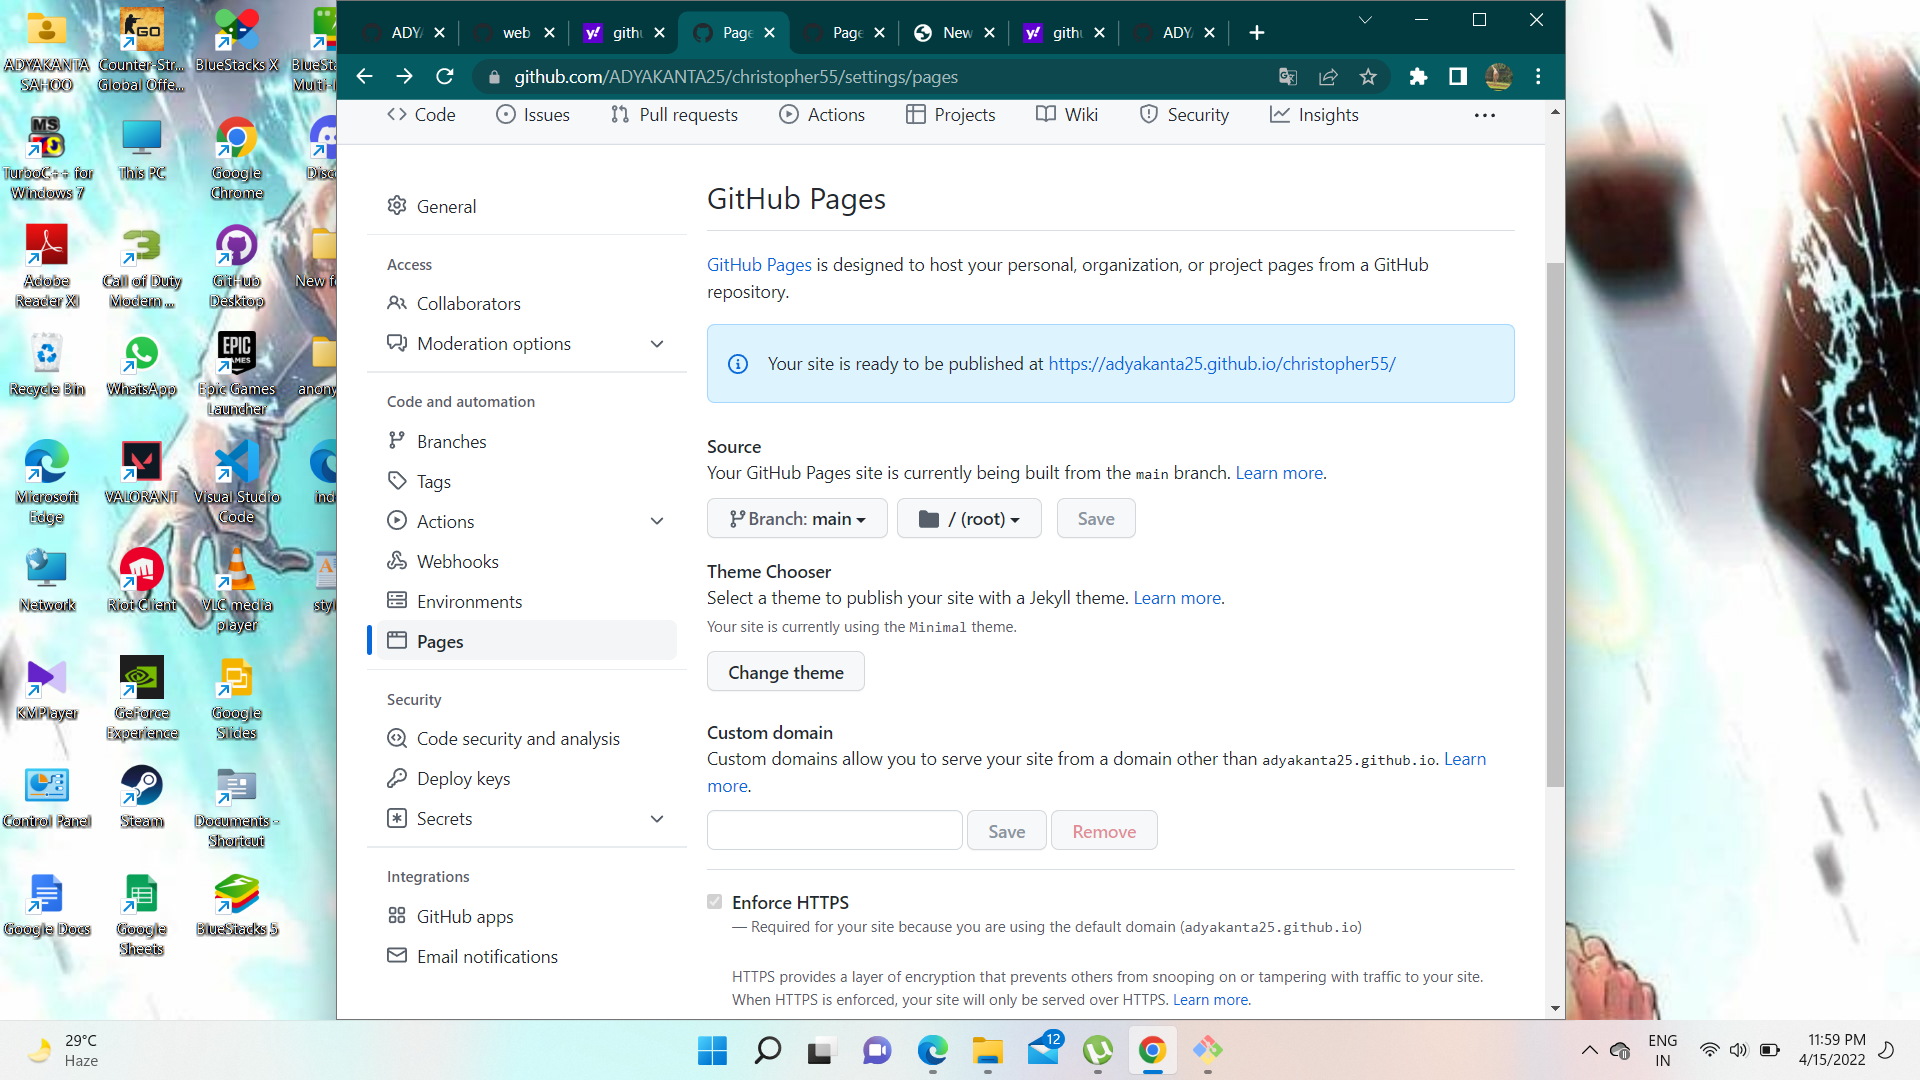 ADYA
web
githu
Page
Page
New
githu
ADYA
github.com/ADYAKANTA25/christopher55/settings/pages
Code
Issues
Pull requests
Actions
Projects
Wiki
Security
Insights
General
Access
Collaborators
Moderation options
Code and automation
Branches
Tags
Actions
Webhooks
Environments
Pages
Security
Code security and analysis
Deploy keys
Secrets
Integrations
GitHub apps
Email notifications
GitHub Pages
GitHub Pages is designed to host your personal, organization, or project pages from a GitHub
repository.
Your site is ready to be published at https://adyakanta25.github.io/christopher55/
Source
Your GitHub Pages site is currently being built from the main branch. Learn more.
Branch: main
/ (root)
Save
Theme Chooser
Select a theme to publish your site with a Jekyll theme. Learn more.
Your site is currently using the Minimal theme.
Change theme
Custom domain
Custom domains allow you to serve your site from a domain other than adyakanta25.github.io. Learn
more.
Save
Remove
Enforce HTTPS
— Required for your site because you are using the default domain (adyakanta25.github.io)
HTTPS provides a layer of encryption that prevents others from snooping on or tampering with traffic to your site.
When HTTPS is enforced, your site will only be served over HTTPS. Learn more.
ADYAKANTA
SAHOO
GO
Counter-Str...
Global Offe...
BlueStacks X
BlueSta
Multi-I
MS
TurboC++ for
Windows 7
This PC
Google
Chrome
Disc
Adobe
Reader XI
Call of Duty
Modern ...
GitHub
Desktop
New fo
Recycle Bin
WhatsApp
EPIC
GAMES
Epic Games
Launcher
anony
Microsoft
Edge
VALORANT
Visual Studio
Code
ind
Network
Riot Client
VLC media
player
styl
KMPlayer
GeForce
Experience
Google
Slides
Control Panel
Steam
Documents -
Shortcut
Google Docs
Google
Sheets
BlueStacks 5
29°C
Haze
12
ENG
IN
11:59 PM
4/15/2022